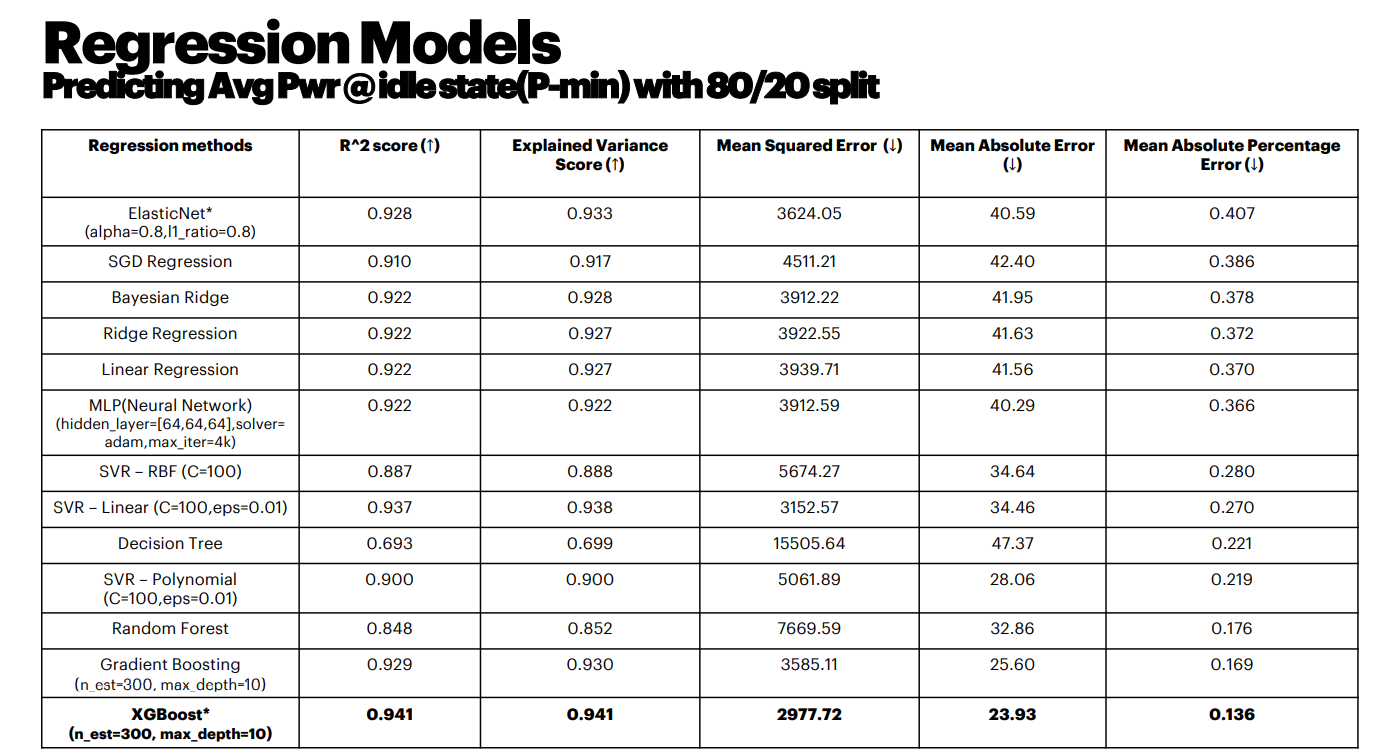 Regression Models
Predicting Avg Pwr @ idle state(P-min) with 80/20 split
Regression methods R^2 score (↑) Explained Variance Score (↑) Mean Squared Error (↓) Mean Absolute Error (↓) Mean Absolute Percentage Error (↓)
ElasticNet* (alpha=0.8,l1_ratio=0.8) 0.928 0.933 3624.05 40.59 0.407
SGD Regression 0.910 0.917 4511.21 42.40 0.386
Bayesian Ridge 0.922 0.928 3912.22 41.95 0.378
Ridge Regression 0.922 0.927 3922.55 41.63 0.372
Linear Regression 0.922 0.927 3939.71 41.56 0.370
MLP(Neural Network) (hidden_layer=[64,64,64],solver=adam,max_iter=4k) 0.922 0.922 3912.59 40.29 0.366
SVR – RBF (C=100) 0.887 0.888 5674.27 34.64 0.280
SVR – Linear (C=100,eps=0.01) 0.937 0.938 3152.57 34.46 0.270
Decision Tree 0.693 0.699 15505.64 47.37 0.221
SVR – Polynomial (C=100,eps=0.01) 0.900 0.900 5061.89 28.06 0.219
Random Forest 0.848 0.852 7669.59 32.86 0.176
Gradient Boosting (n_est=300, max_depth=10) 0.929 0.930 3585.11 25.60 0.169
XGBoost* (n_est=300, max_depth=10) 0.941 0.941 2977.72 23.93 0.136